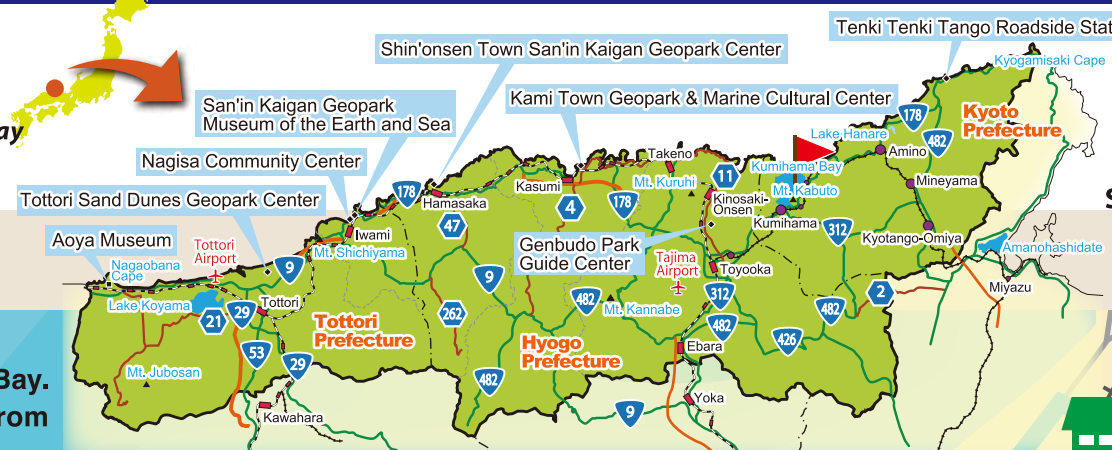 Tenki Tenki Tango Roadside Stat
Shin'onsen Town San'in Kaigan Geopark Center
Kyogamisaki Cape
San'in Kaigan Geopark
Museum of the Earth and Sea
Kami Town Geopark & Marine Cultural Center
ay
Nagisa Community Center
Tottori Sand Dunes Geopark Center
Aoya Museum
178
Kyoto
Prefecture
482
Lake Hanare
Amino
Takeno
Kumihama Bay
Mt. Kuruhi
11
Mt. Kabuto
Mineyama
Kasumi
178
Hamasaka
4
178
Kinosaki-
Onsen
47
Kumihama
312
Kyotango-Omiya
Iwami
Mt. Shichiyama
Genbudo Park
Guide Center
Tottori
Airport
Nagaobana
Cape
9
Tajima
Airport
Toyooka
Amanohashidate
Miyazu
9
Lake Koyama
Tottori
482
Mt. Kannabe
312
2
21
29
262
482
482
Tottori
Prefecture
Hyogo
Prefecture
426
53
29
Ebara
Mt. Jubosan
482
Bay.
rom
Kawahara
9
Yoka
S